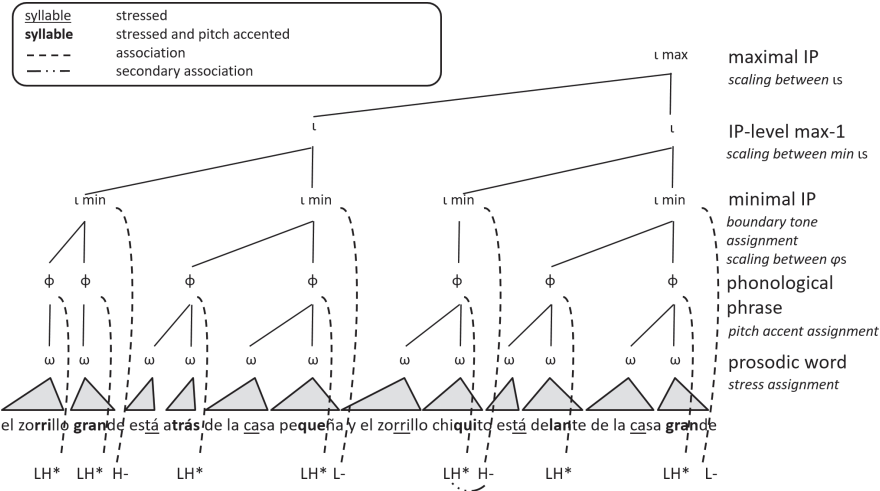 syllable stressed
syllable stressed and pitch accented
association
secondary association
ι max maximal IP
scaling between ιs
ι ι IP-level max-1
scaling between min ιs
ι min ι min ι min ι min minimal IP
boundary tone
assignment
scaling between φs
ϕ ϕ ϕ ϕ ϕ ϕ ϕ phonological
phrase
pitch accent assignment
ω ω ω ω ω ω ω ω ω ω ω prosodic word
stress assignment
el zorrillo grande está atrás de la casa pequeña y el zorrillo chiquito está delante de la casa grande
LH* LH* H- LH* LH* L- LH* H- LH* LH* L-